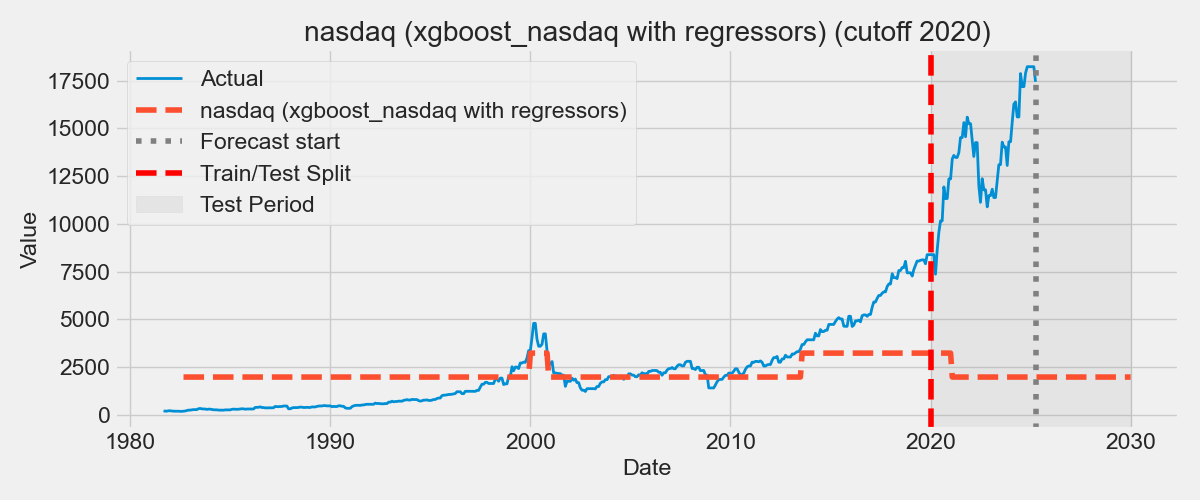 nasdaq (xgboost_nasdaq with regressors) (cutoff 2020)
Actual
nasdaq (xgboost_nasdaq with regressors)
Forecast start
Train/Test Split
Test Period
Value
17500
15000
12500
10000
7500
5000
2500
0
1980
1990
2000
2010
2020
2030
Date